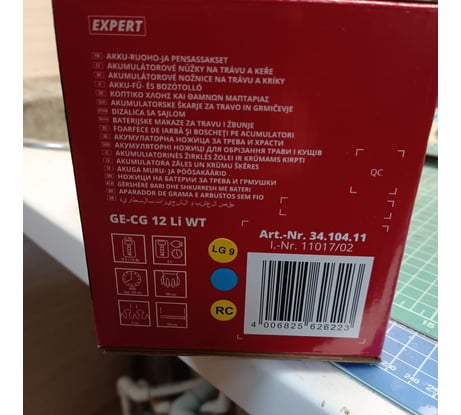 EXPERT
AKKU-RUOHO-JA PENSASSAKSET
AKUMULÁTOROVÉ NŮŽKY NA TRÁVU A KEŘE
AKUMULÁTOROVÉ NOŽNICE NA TRÁVU A KRÍKY
AKKU-FŰ- ÉS BOZÓTOLLÓ
ΚΟΠΤΙΚΟ ΧΛΟΗΣ ΚΑΙ ΘΑΜΝΩΝ ΜΑΠΤΑΡΙΑΣ
AKUMULATORSKE ŠKARJE ZA TRAVO IN GRMIČEVJE
DIZALICA SA SAJLOM
BATERIJSKE MAKAZE ZA TRAVU I ŽBUNJE
FOARFECE DE IARBĂ ȘI BOSCHEȚI PE ACUMULATORI
АКУМУЛАТОРНА НОЖИЦА ЗА ТРЕВА И ХРАСТИ
АКУМУЛЯТОРНІ НОЖИЦІ ДЛЯ ОБРІЗАННЯ ТРАВИ І КУЩІВ
AKUMULIATORINĖS ŽIRKLĖS ŽOLEI IR KRŪMAMS KIRPTI
AKUMULATORA ZĀLES UN KRŪMU ŠĶĒRES
AKUGA MURU- JA PÕÕSAKÄÄRID
НОЖИЦИ НА БАТЕРИИ ЗА ТРЕВА И ГРМУШКИ
GËRSHËRË BARI DHE SHKURRESH ME BATERI
APARADOR DE GRAMA E ARBUSTOS SEM FIO
QC
GE-CG 12 Li WT
Art.-Nr. 34.104.11
I.-Nr. 11017/02
LG 9
RC
4 006825 626223